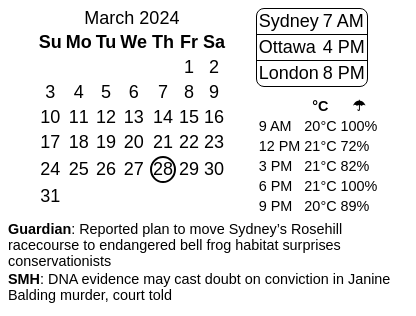 March 2024
Su Mo Tu We Th Fr Sa
1 2
3 4 5 6 7 8 9
10 11 12 13 14 15 16
17 18 19 20 21 22 23
24 25 26 27 28 29 30
31
Sydney 7 AM
Ottawa 4 PM
London 8 PM
°C ☂
9 AM 20°C 100%
12 PM 21°C 72%
3 PM 21°C 82%
6 PM 21°C 100%
9 PM 20°C 89%
Guardian: Reported plan to move Sydney's Rosehill
racecourse to endangered bell frog habitat surprises
conservationists
SMH: DNA evidence may cast doubt on conviction in Janine
Balding murder, court told